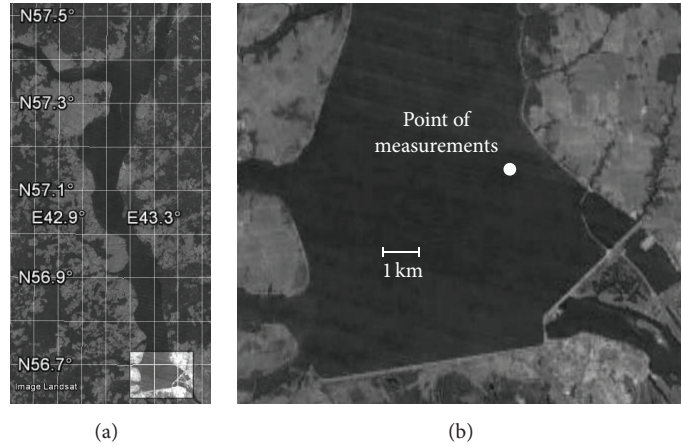 N57.5°
N57.3°
N57.1°
E42.9° E43.3°
N56.9°
N56.7°
Image Landsat
(a)
Point of
measurements
1 km
(b)